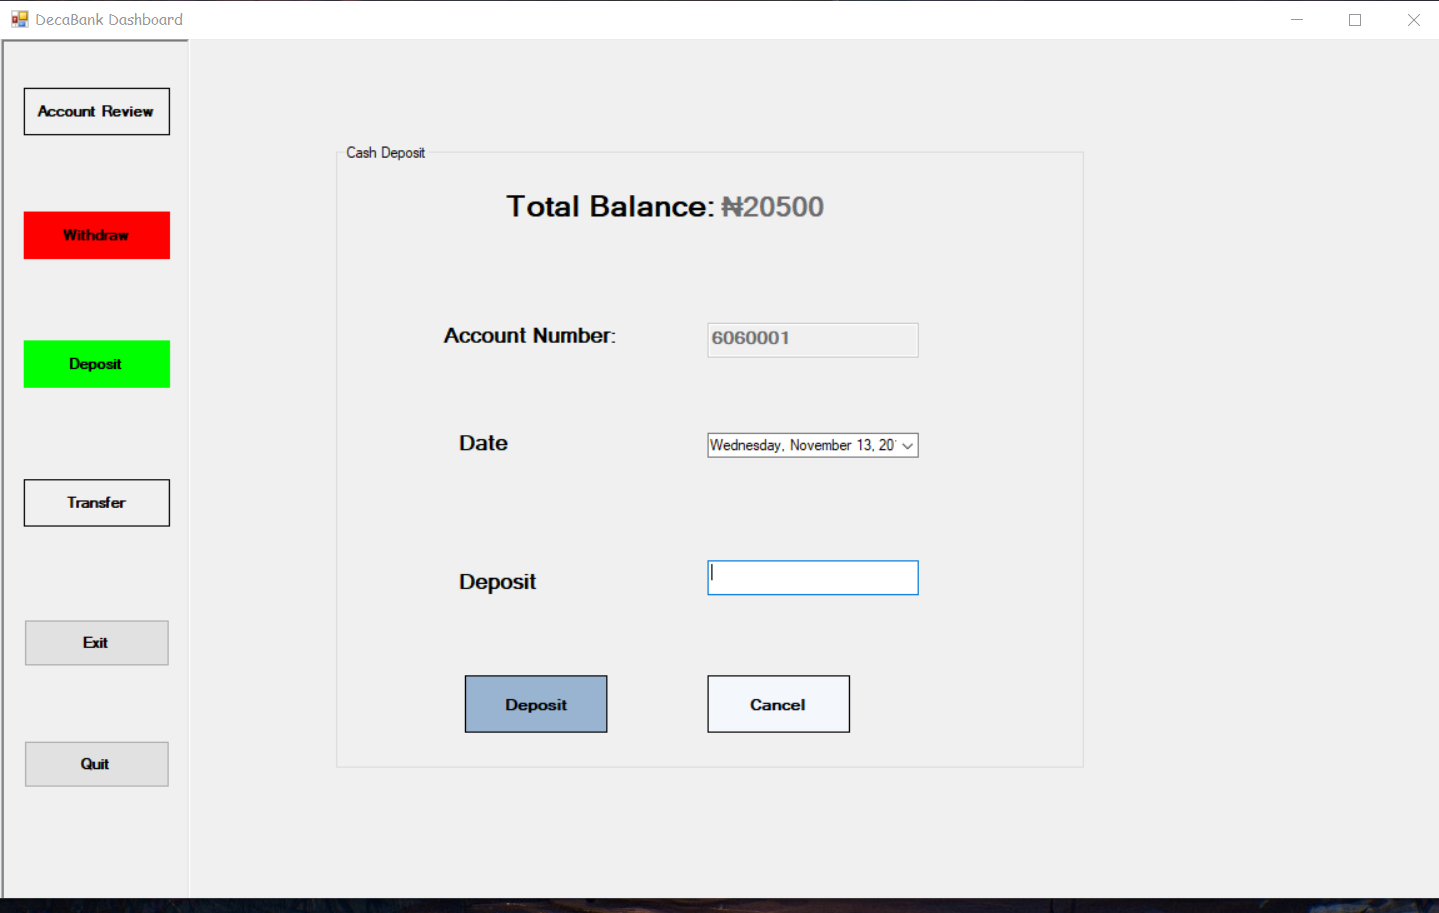 DecaBank Dashboard
Account Review
Withdraw
Deposit
Transfer
Exit
Quit
Cash Deposit
Total Balance: ₦20500
Account Number: 6060001
Date Wednesday, November 13, 20
Deposit
Deposit Cancel